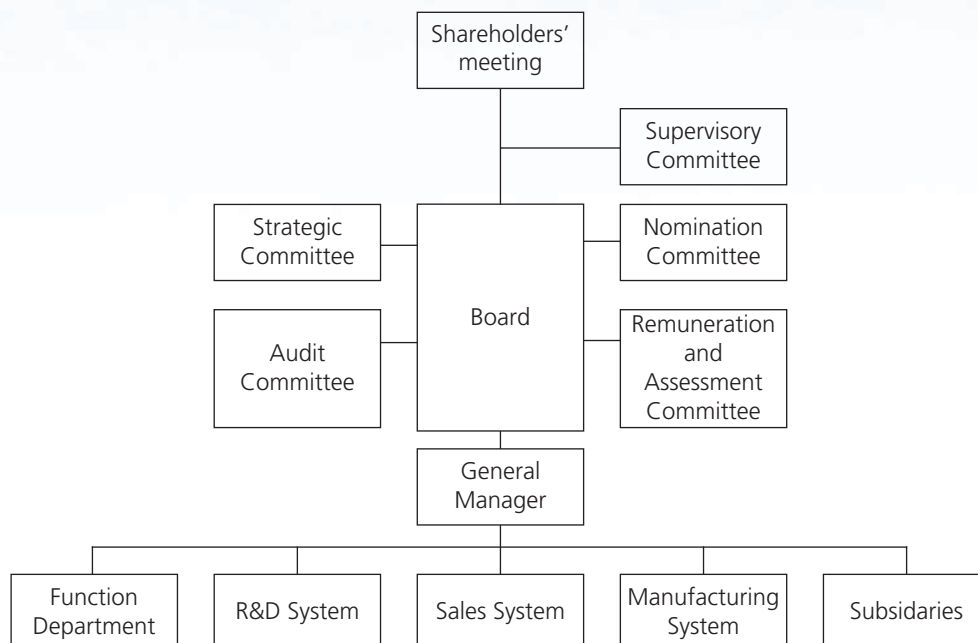 Shareholders'
meeting
Supervisory
Committee
Strategic
Committee
Nomination
Committee
Board
Audit
Committee
Remuneration
and
Assessment
Committee
General
Manager
Function
Department
R&D System
Sales System
Manufacturing
System
Subsidaries